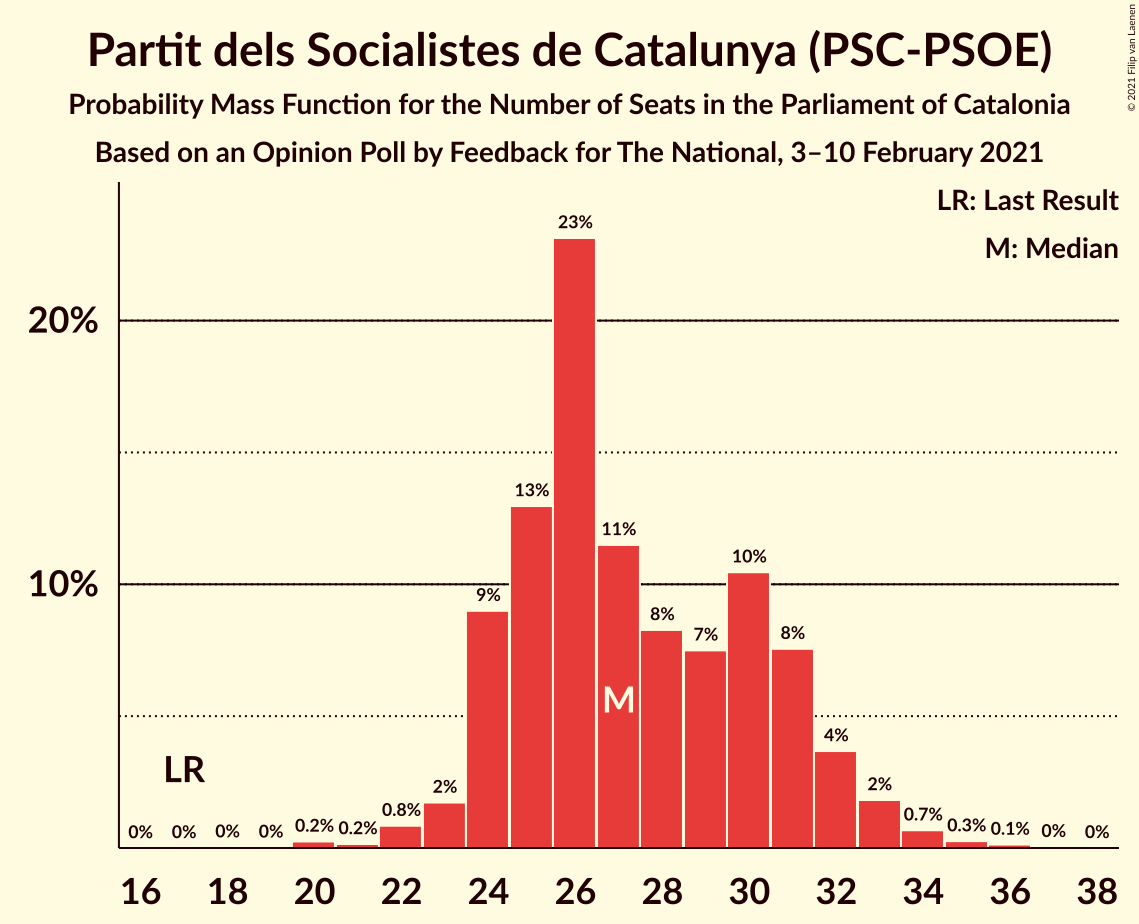 Partit dels Socialistes de Catalunya (PSC-PSOE)
Probability Mass Function for the Number of Seats in the Parliament of Catalonia
Based on an Opinion Poll by Feedback for The National, 3–10 February 2021
© 2021 Filip van Laenen
LR: Last Result
M: Median
20%
10%
0% 0% 0% 0% 0.2% 0.2% 0.8% 2% 9% 13% 23% 11% 8% 7% 10% 8% 4% 2% 0.7% 0.3% 0.1% 0% 0%
LR
M
16 18 20 22 24 26 28 30 32 34 36 38